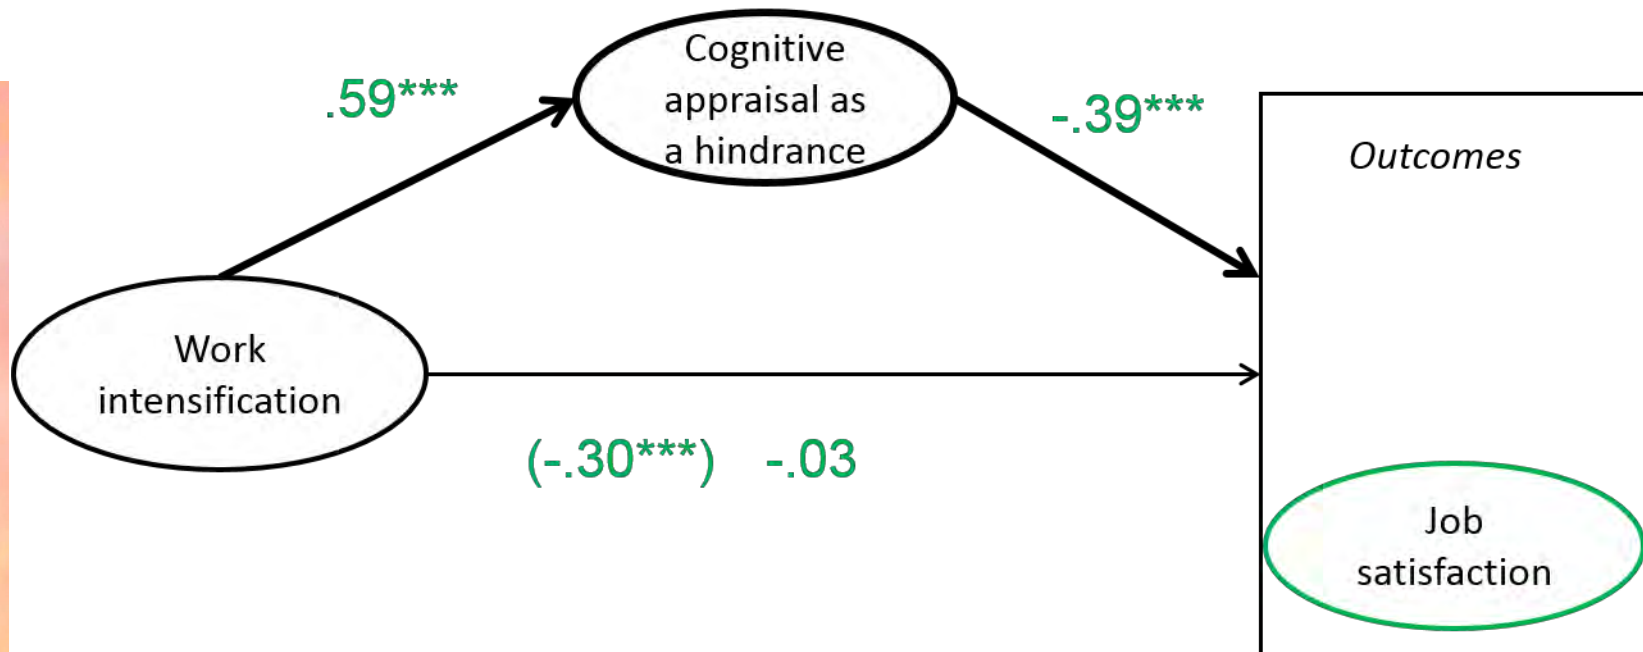 Cognitive
appraisal as
a hindrance
.59***
-.39***
Outcomes
Work
intensification
(-.30***) -.03
Job
satisfaction